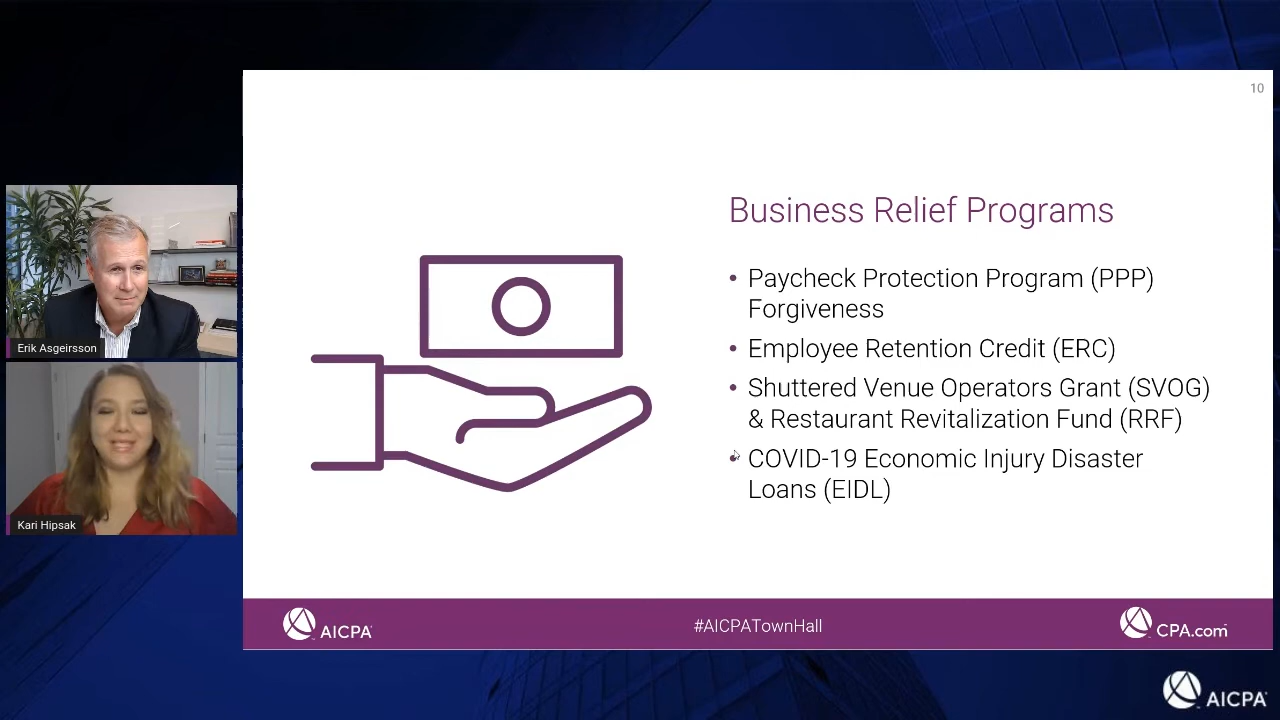 10
Erik Asgeirsson
Kari Hipsak
Business Relief Programs
• Paycheck Protection Program (PPP)
Forgiveness
• Employee Retention Credit (ERC)
• Shuttered Venue Operators Grant (SVOG)
& Restaurant Revitalization Fund (RRF)
• COVID-19 Economic Injury Disaster
Loans (EIDL)
AICPA
#AICPATownHall
CPA.com
AICPA